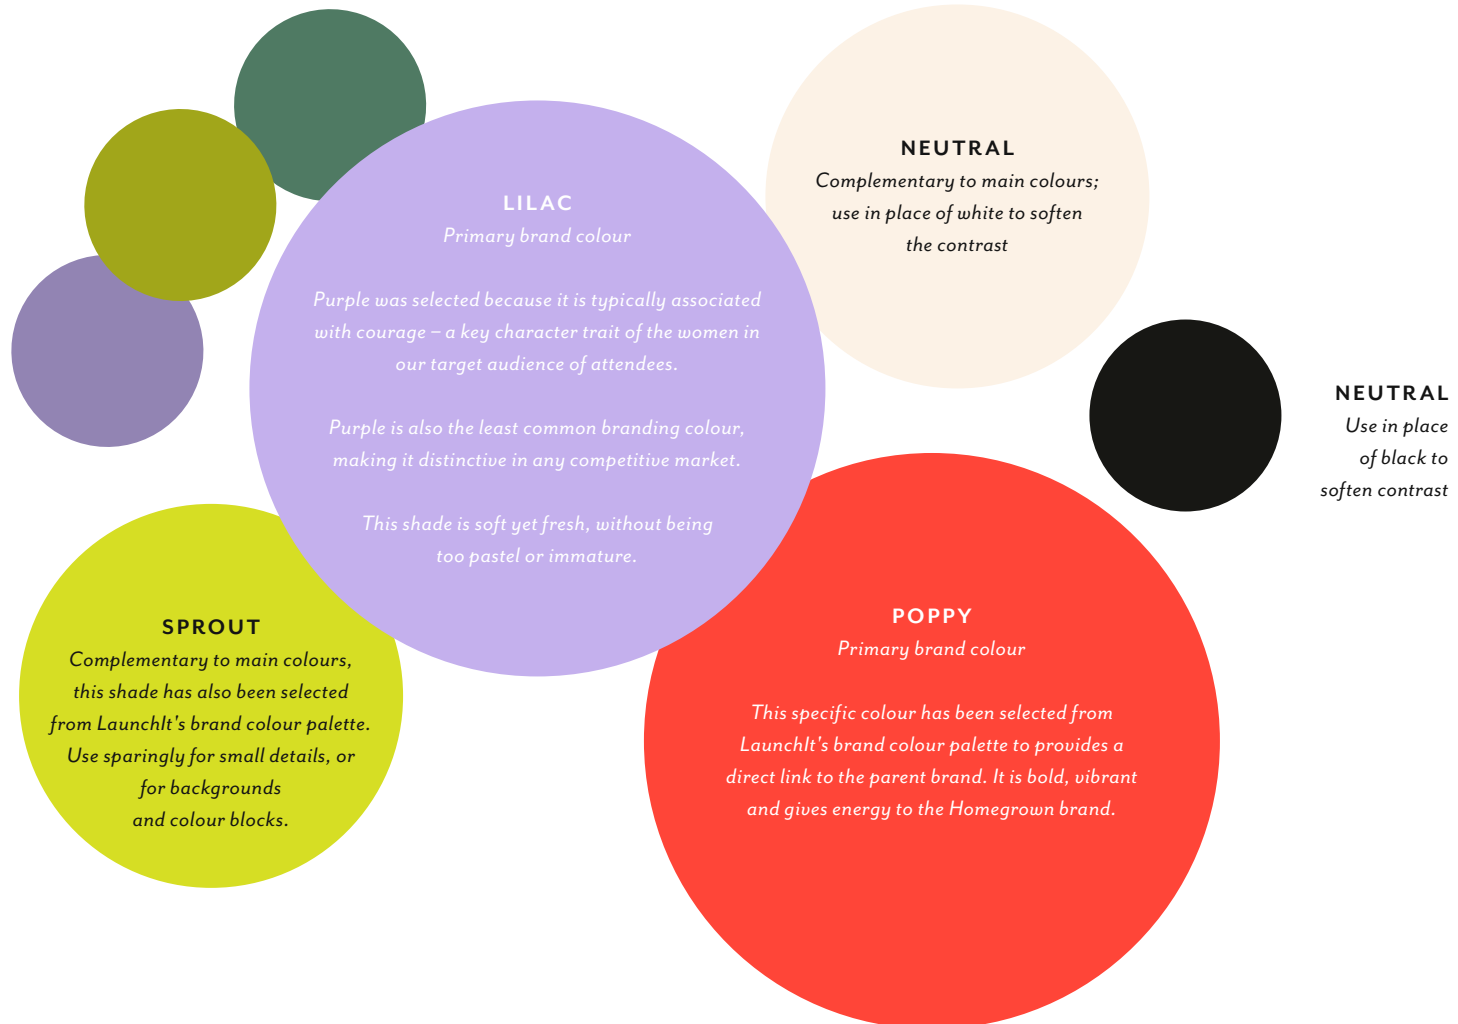 LILAC
Primary brand colour
Purple was selected because it is typically associated
with courage – a key character trait of the women in
our target audience of attendees.
Purple is also the least common branding colour,
making it distinctive in any competitive market.
This shade is soft yet fresh, without being
too pastel or immature.
NEUTRAL
Complementary to main colours;
use in place of white to soften
the contrast
NEUTRAL
Use in place
of black to
soften contrast
SPROUT
Complementary to main colours,
this shade has also been selected
from LaunchIt's brand colour palette.
Use sparingly for small details, or
for backgrounds
and colour blocks.
POPPY
Primary brand colour
This specific colour has been selected from
LaunchIt's brand colour palette to provides a
direct link to the parent brand. It is bold, vibrant
and gives energy to the Homegrown brand.